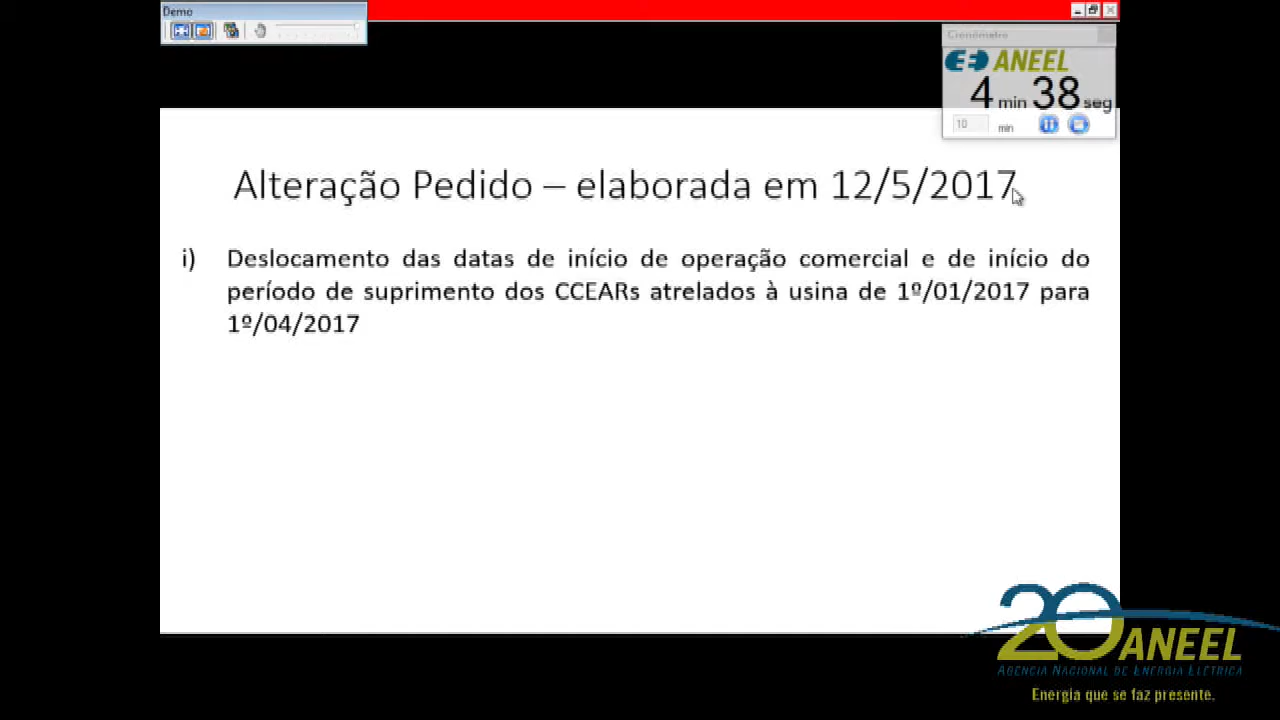 Demo
Cronômetro
ANEEL
4 min 38 seg
10 min
Alteração Pedido – elaborada em 12/5/2017
i) Deslocamento das datas de início de operação comercial e de início do
período de suprimento dos CCEARs atrelados à usina de 1º/01/2017 para
1º/04/2017
20 ANEEL
AGÊNCIA NACIONAL DE ENERGIA ELÉTRICA
Energia que se faz presente.